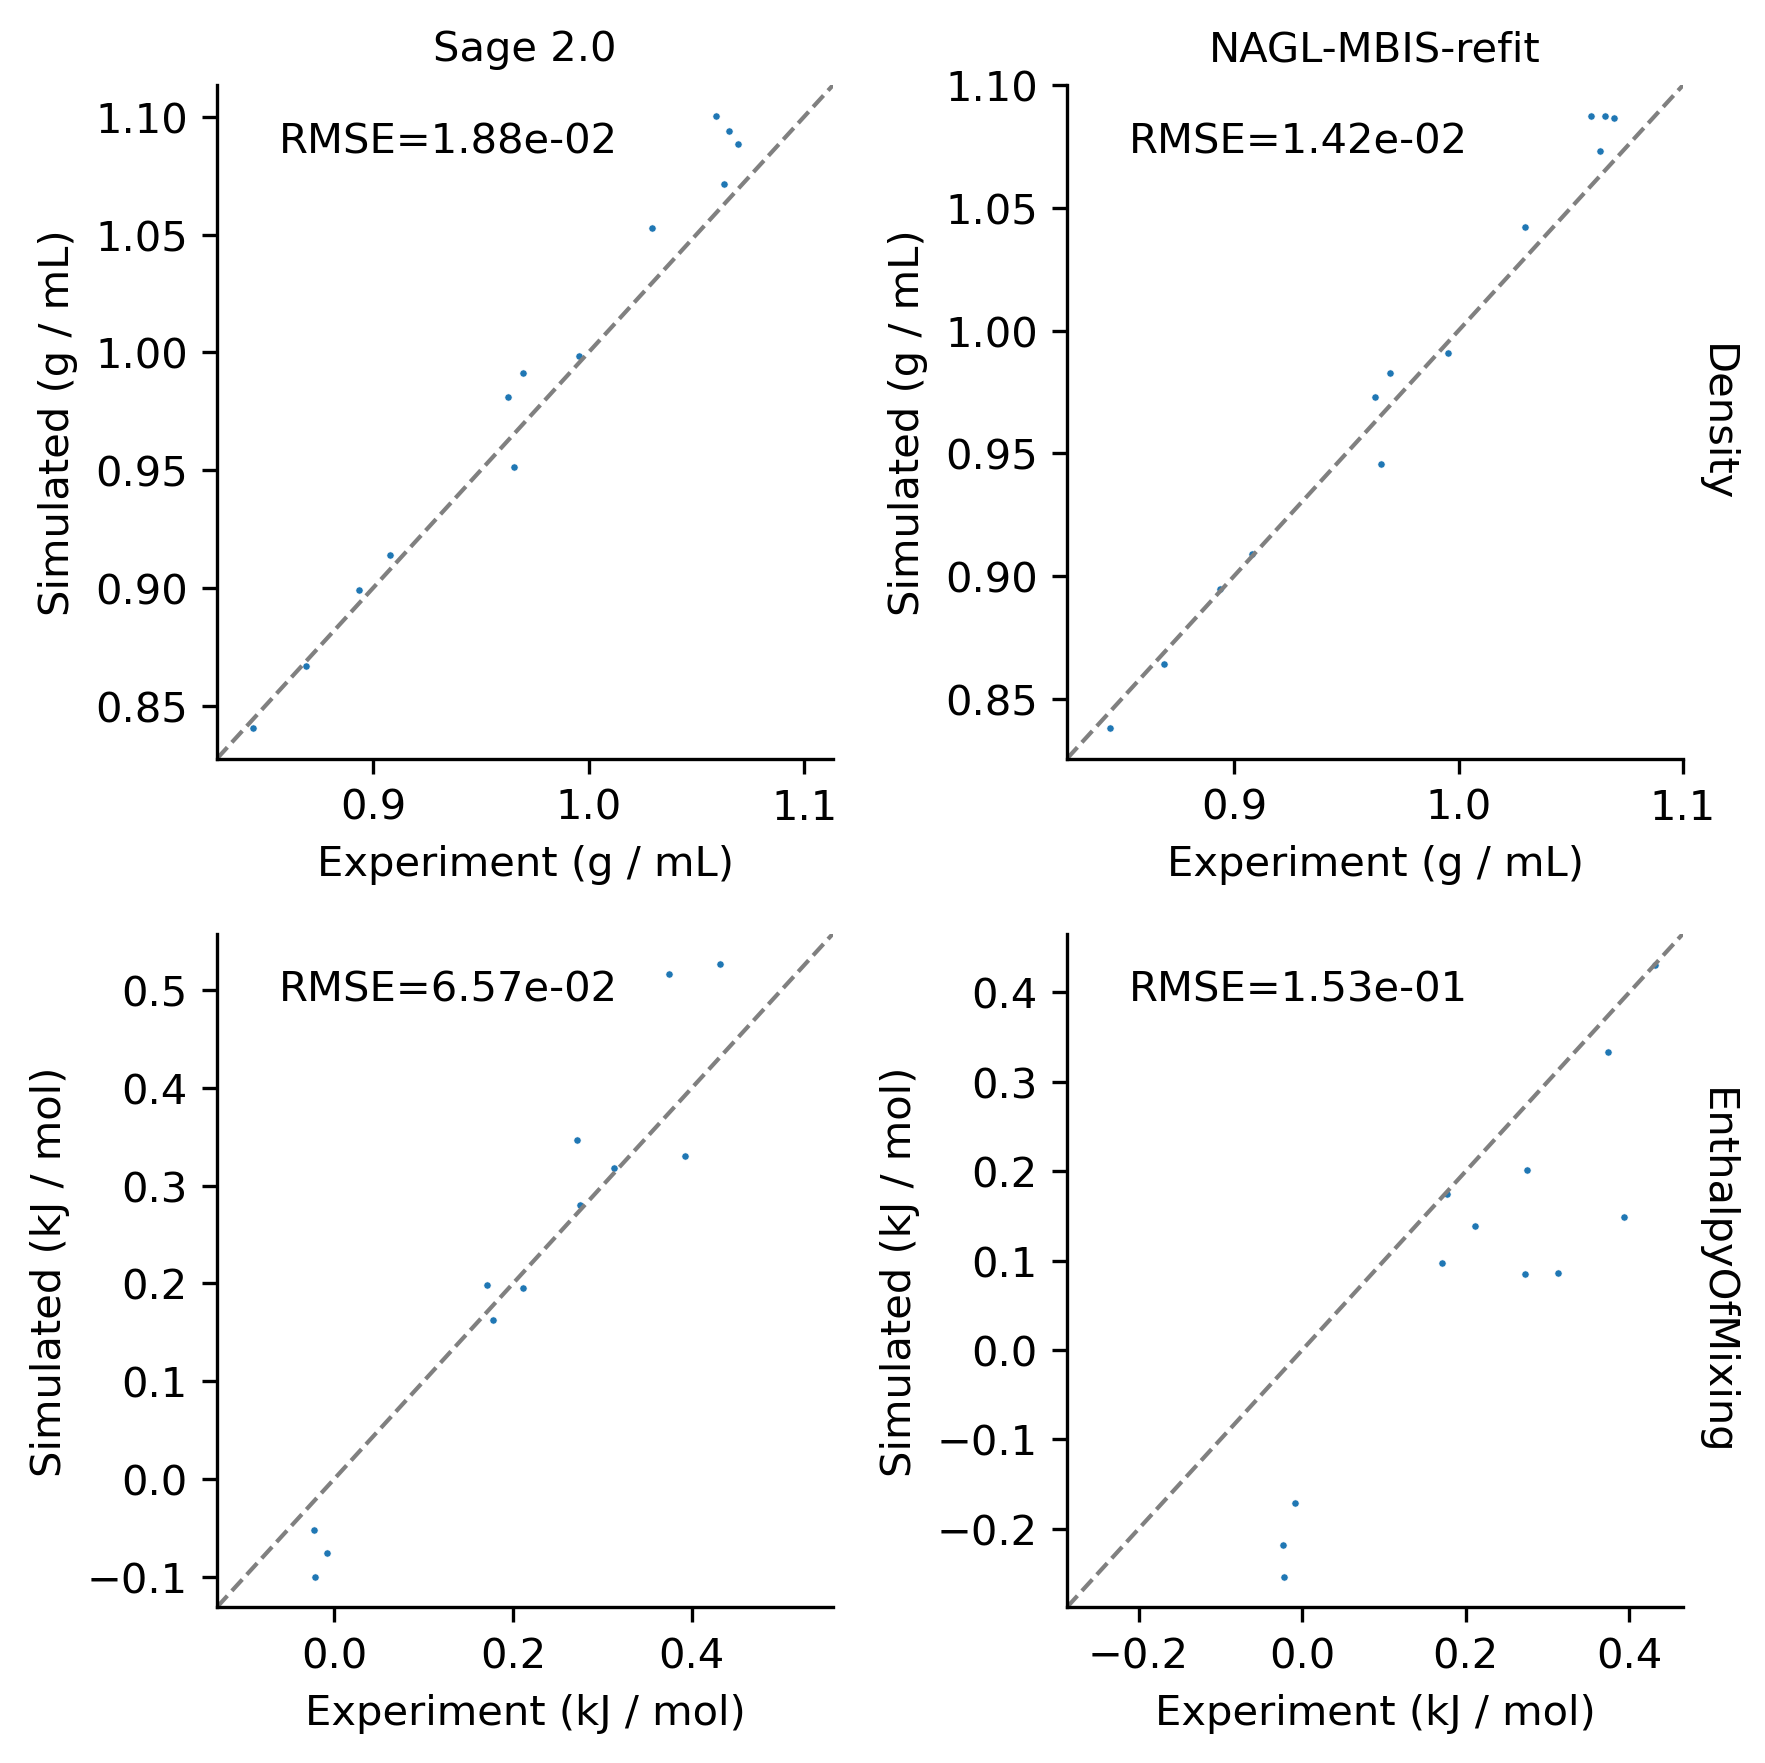 Sage 2.0
NAGL-MBIS-refit
RMSE=1.88e-02
1.10
1.05
1.00
0.95
0.90
0.85
Simulated (g / mL)
0.9 1.0 1.1
Experiment (g / mL)
RMSE=1.42e-02
1.10
1.05
1.00
0.95
0.90
0.85
Simulated (g / mL)
0.9 1.0 1.1
Experiment (g / mL)
Density
RMSE=6.57e-02
0.5
0.4
0.3
0.2
0.1
0.0
−0.1
Simulated (kJ / mol)
0.0 0.2 0.4
Experiment (kJ / mol)
RMSE=1.53e-01
0.4
0.3
0.2
0.1
0.0
−0.1
−0.2
Simulated (kJ / mol)
−0.2 0.0 0.2 0.4
Experiment (kJ / mol)
EnthalpyOfMixing